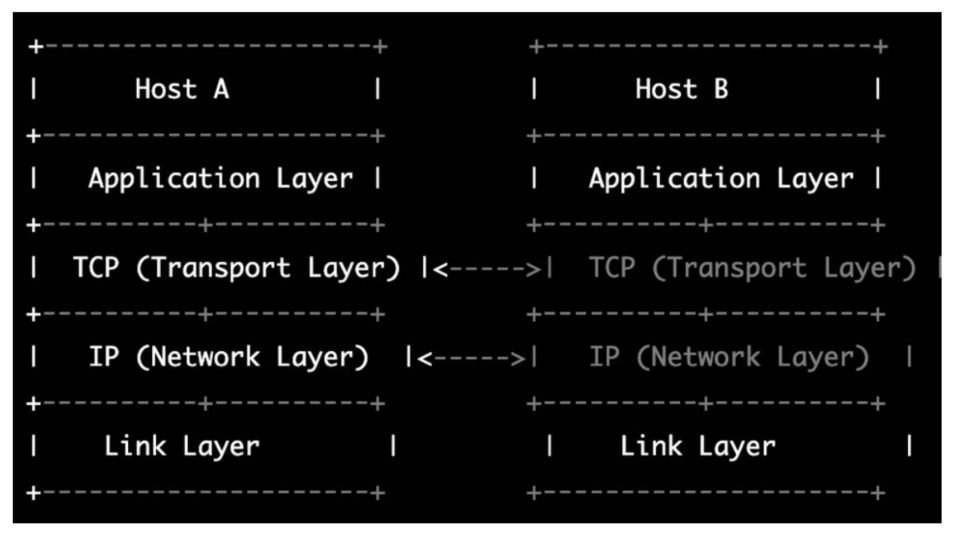 +---------------------+         +---------------------+
|      Host A         |         |      Host B         |
+---------------------+         +---------------------+
|   Application Layer |         |   Application Layer |
+----------+----------+         +----------+----------+
|  TCP (Transport Layer) |<----->|  TCP (Transport Layer) |
+----------+----------+         +----------+----------+
|   IP (Network Layer)  |<----->|   IP (Network Layer)  |
+----------+----------+         +----------+----------+
|    Link Layer        |         |    Link Layer        |
+---------------------+         +---------------------+